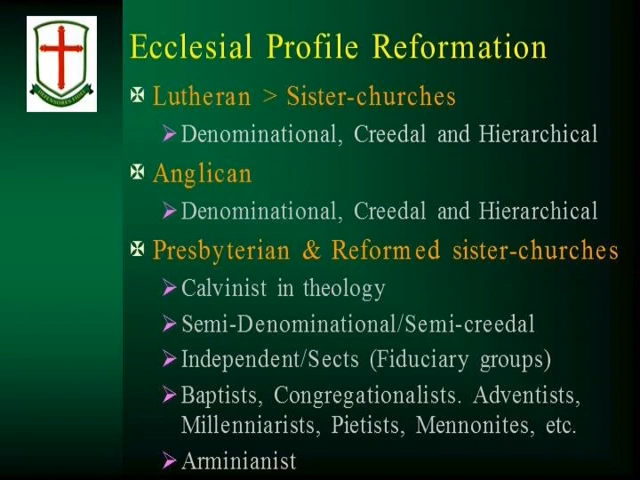 Ecclesial Profile Reformation
Lutheran > Sister-churches
Denominational, Creedal and Hierarchical
Anglican
Denominational, Creedal and Hierarchical
Presbyterian & Reformed sister-churches
Calvinist in theology
Semi-Denominational/Semi-creedal
Independent/Sects (Fiduciary groups)
Baptists, Congregationalists. Adventists,
Millenniarists, Pietists, Mennonites, etc.
Arminianist